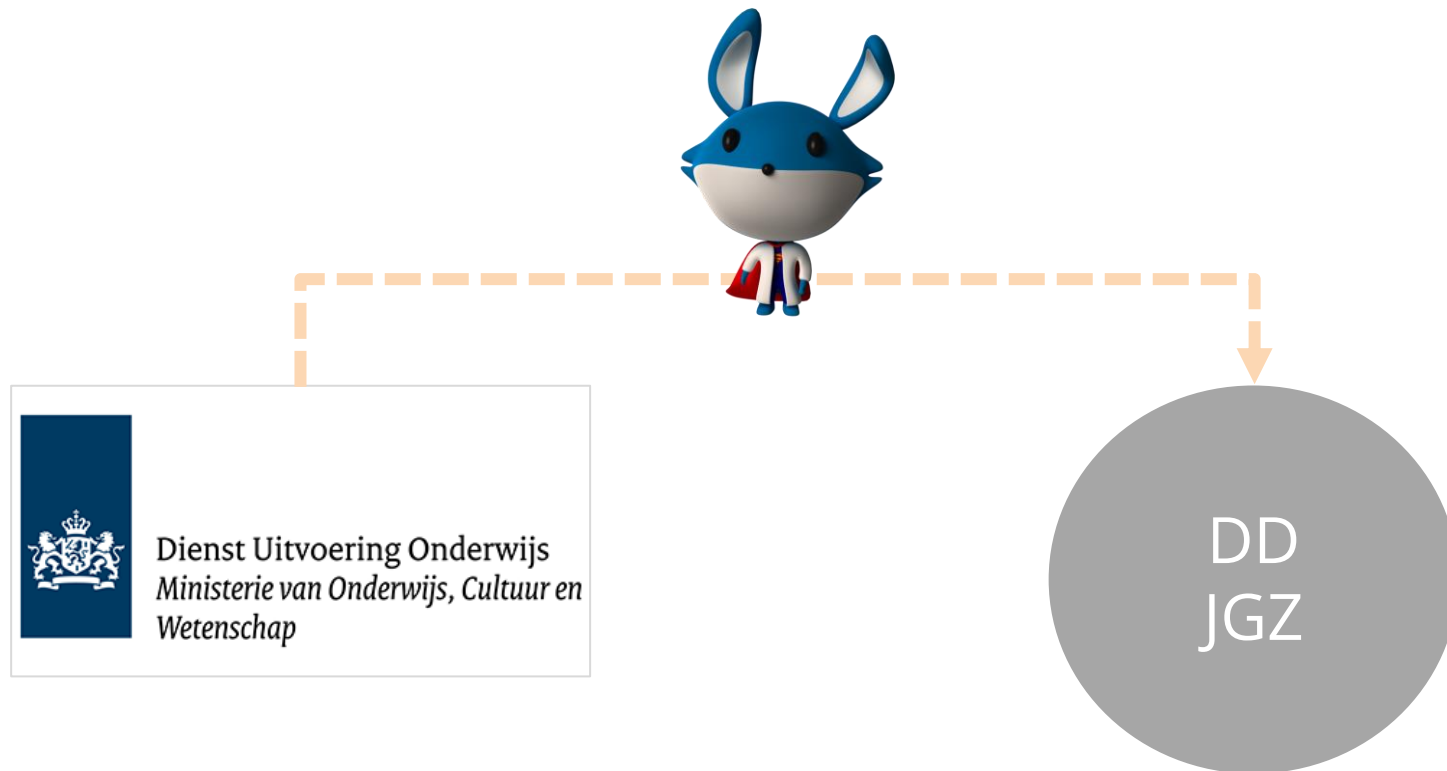 Dienst Uitvoering Onderwijs
Ministerie van Onderwijs, Cultuur en
Wetenschap
DD
JGZ